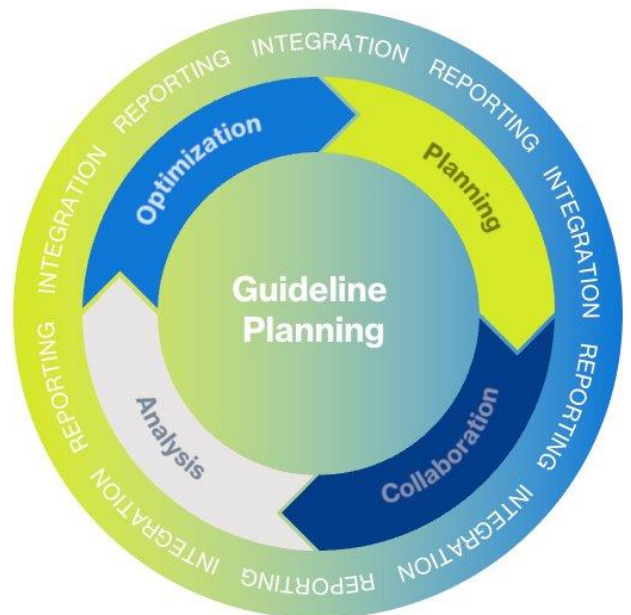 INTEGRATION
REPORTING
INTEGRATION
REPORTING
INTEGRATION
REPORTING
INTEGRATION
REPORTING
INTEGRATION
REPORTING
Planning
Collaboration
Analysis
Optimization
Guideline
Planning